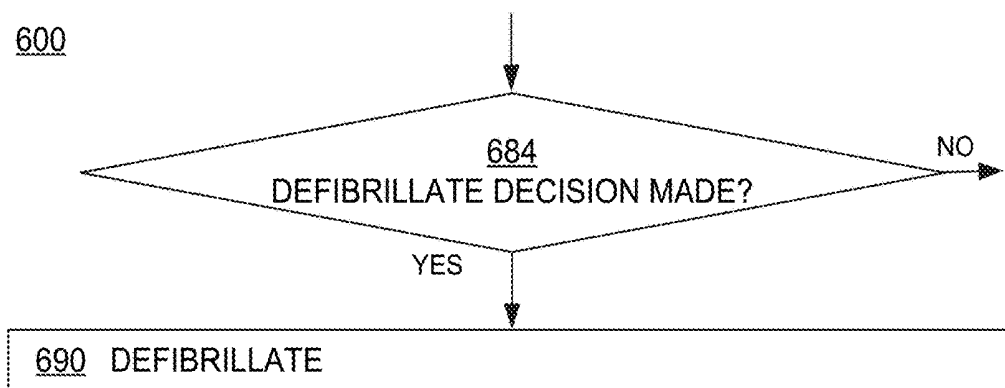 600
684
DEFIBRILLATE DECISION MADE?
NO
YES
690 DEFIBRILLATE